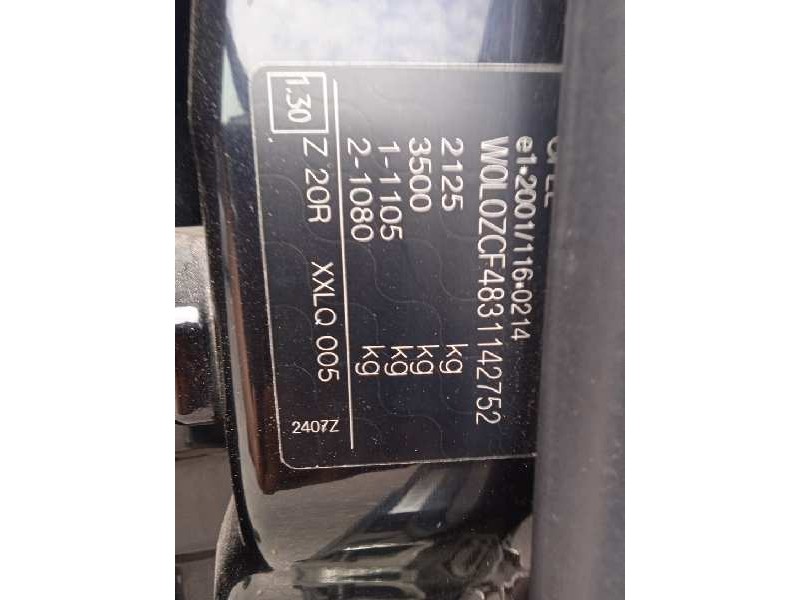 e1*2001/116*0214
W0L0ZCF4831142752
2125 kg
3500 kg
1-1105 kg
2-1080 kg
1.30 Z 20R XXLQ 005 2407Z